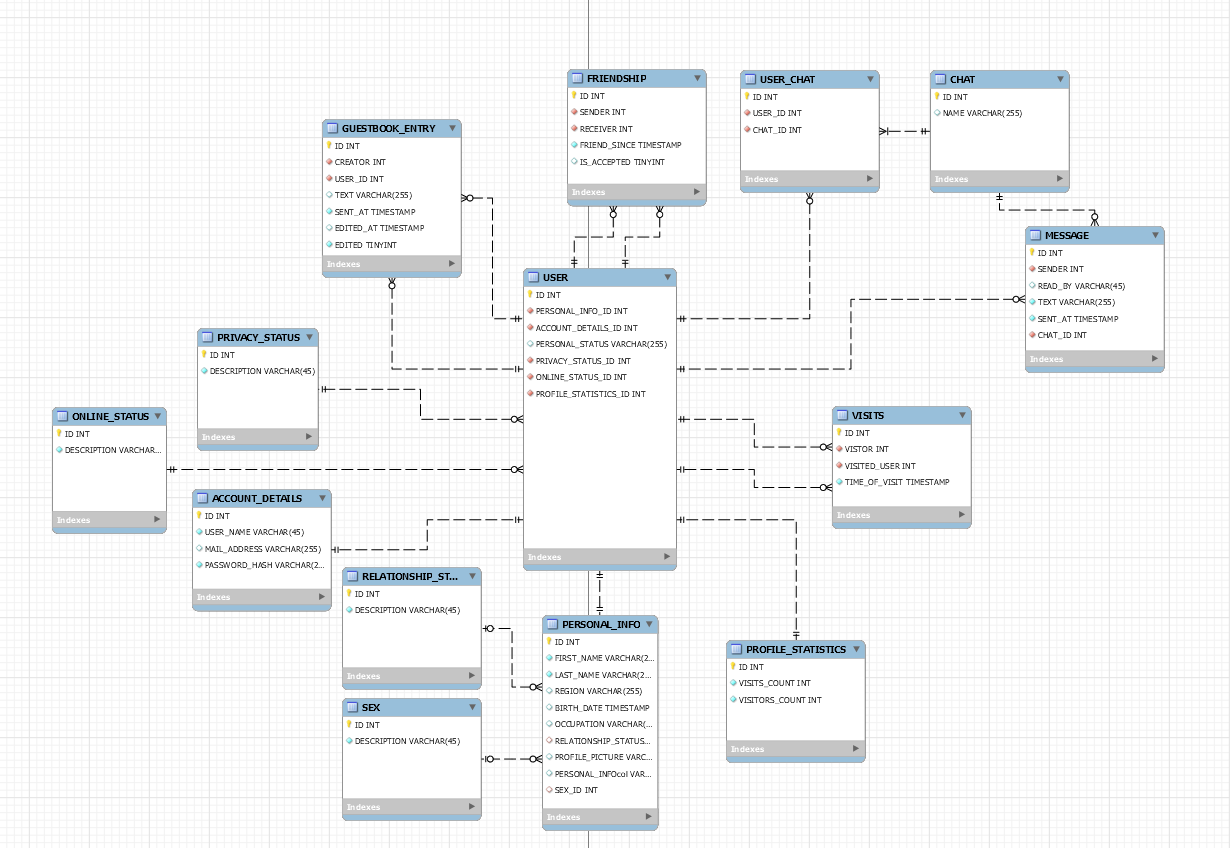 FRIENDSHIP
ID INT
SENDER INT
RECEIVER INT
FRIEND_SINCE TIMESTAMP
IS_ACCEPTED TINYINT
Indexes
USER_CHAT
ID INT
USER_ID INT
CHAT_ID INT
Indexes
CHAT
ID INT
NAME VARCHAR(255)
Indexes
GUESTBOOK_ENTRY
ID INT
CREATOR INT
USER_ID INT
TEXT VARCHAR(255)
SENT_AT TIMESTAMP
EDITED_AT TIMESTAMP
EDITED TINYINT
Indexes
MESSAGE
ID INT
SENDER INT
READ_BY VARCHAR(45)
TEXT VARCHAR(255)
SENT_AT TIMESTAMP
CHAT_ID INT
Indexes
USER
ID INT
PERSONAL_INFO_ID INT
ACCOUNT_DETAILS_ID INT
PERSONAL_STATUS VARCHAR(255)
PRIVACY_STATUS_ID INT
ONLINE_STATUS_ID INT
PROFILE_STATISTICS_ID INT
Indexes
PRIVACY_STATUS
ID INT
DESCRIPTION VARCHAR(45)
Indexes
ONLINE_STATUS
ID INT
DESCRIPTION VARCHAR...
Indexes
VISITS
ID INT
VISTOR INT
VISITED_USER INT
TIME_OF_VISIT TIMESTAMP
Indexes
ACCOUNT_DETAILS
ID INT
USER_NAME VARCHAR(45)
MAIL_ADDRESS VARCHAR(255)
PASSWORD_HASH VARCHAR(2...
Indexes
RELATIONSHIP_ST...
ID INT
DESCRIPTION VARCHAR(45)
Indexes
PERSONAL_INFO
ID INT
FIRST_NAME VARCHAR(2...
LAST_NAME VARCHAR(2...
REGION VARCHAR(255)
BIRTH_DATE TIMESTAMP
OCCUPATION VARCHAR(...
RELATIONSHIP_STATUS...
PROFILE_PICTURE VARC...
PERSONAL_INFOcol VAR...
SEX_ID INT
Indexes
PROFILE_STATISTICS
ID INT
VISITS_COUNT INT
VISITORS_COUNT INT
Indexes
SEX
ID INT
DESCRIPTION VARCHAR(45)
Indexes